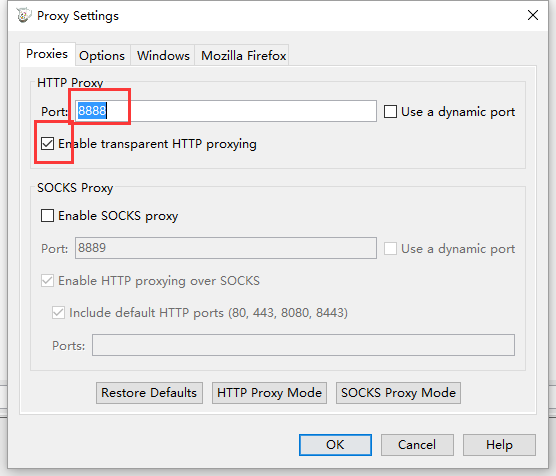 Proxy Settings
Proxies Options Windows Mozilla Firefox
HTTP Proxy
Port: 8888 Use a dynamic port
Enable transparent HTTP proxying
SOCKS Proxy
Enable SOCKS proxy
Port: 8889 Use a dynamic port
Enable HTTP proxying over SOCKS
Include default HTTP ports (80, 443, 8080, 8443)
Ports:
Restore Defaults HTTP Proxy Mode SOCKS Proxy Mode
OK Cancel Help